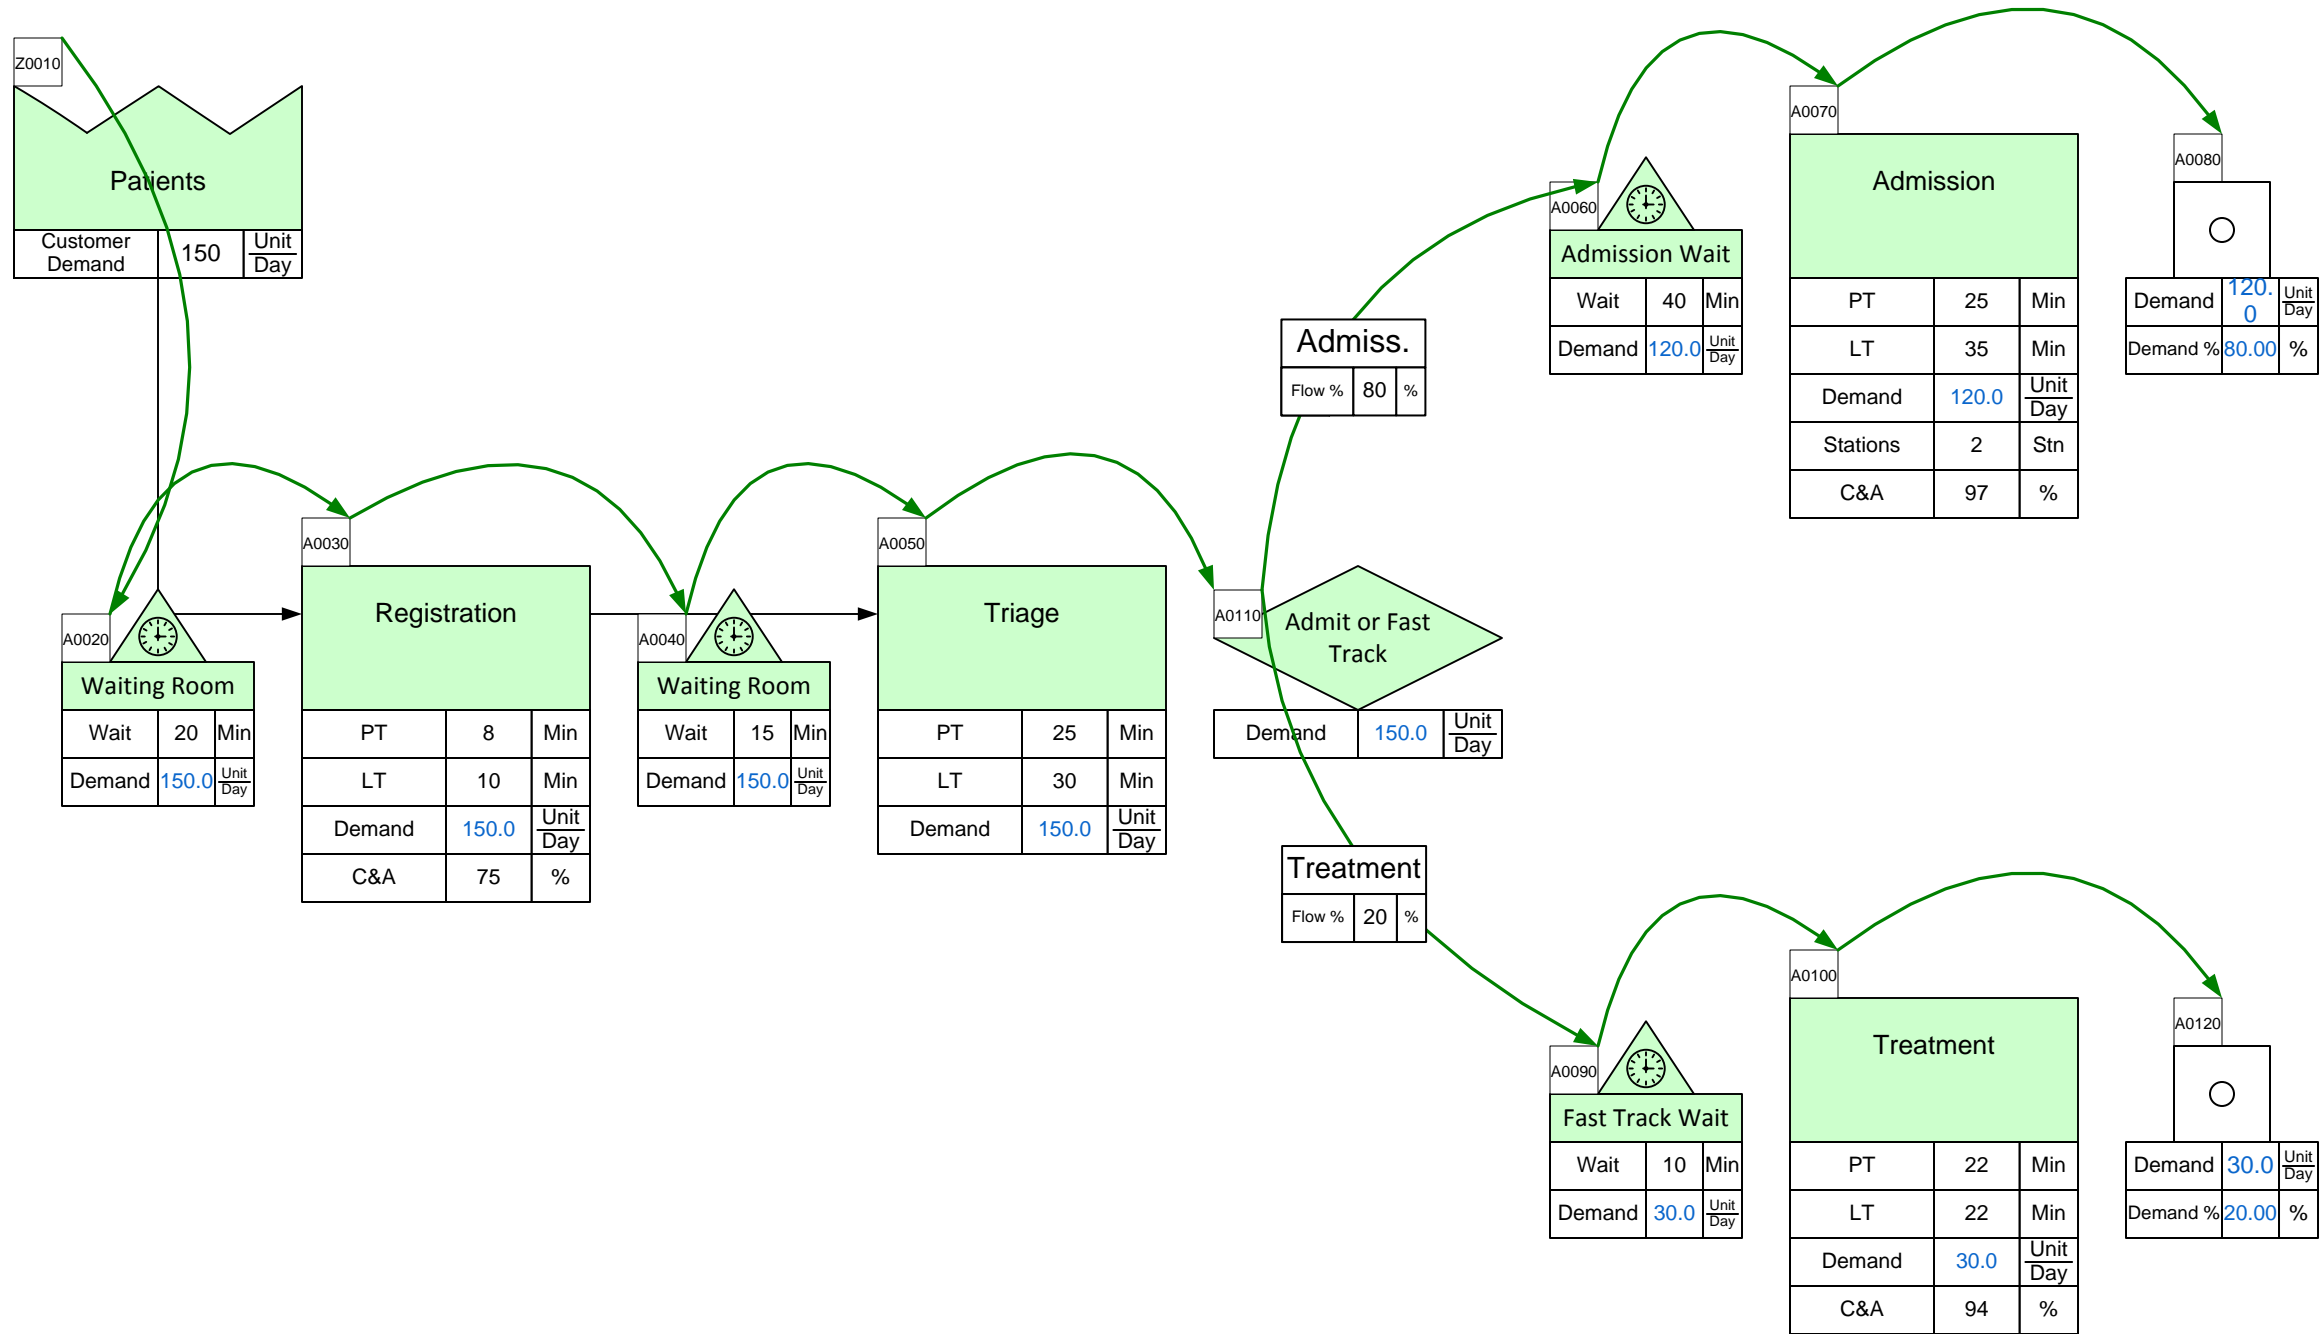 Z0010
Patients
Customer Demand 150 Unit Day
A0020
Waiting Room
Wait 20 Min
Demand 150.0 Unit Day
A0030
Registration
PT 8 Min
LT 10 Min
Demand 150.0 Unit Day
C&A 75 %
A0040
Waiting Room
Wait 15 Min
Demand 150.0 Unit Day
A0050
Triage
PT 25 Min
LT 30 Min
Demand 150.0 Unit Day
A0110
Admit or Fast
Track
Demand 150.0 Unit Day
Admiss.
Flow % 80 %
A0060
Admission Wait
Wait 40 Min
Demand 120.0 Unit Day
A0070
Admission
PT 25 Min
LT 35 Min
Demand 120.0 Unit Day
Stations 2 Stn
C&A 97 %
A0080
Demand 120.0 Unit Day
Demand % 80.00 %
Treatment
Flow % 20 %
A0090
Fast Track Wait
Wait 10 Min
Demand 30.0 Unit Day
A0100
Treatment
PT 22 Min
LT 22 Min
Demand 30.0 Unit Day
C&A 94 %
A0120
Demand 30.0 Unit Day
Demand % 20.00 %